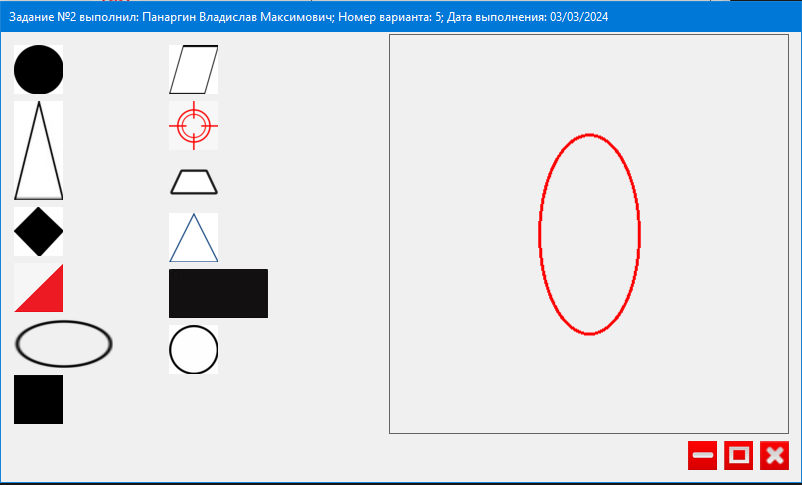 Задание №2 выполнил: Панаргин Владислав Максимович; Номер варианта: 5; Дата выполнения: 03/03/2024